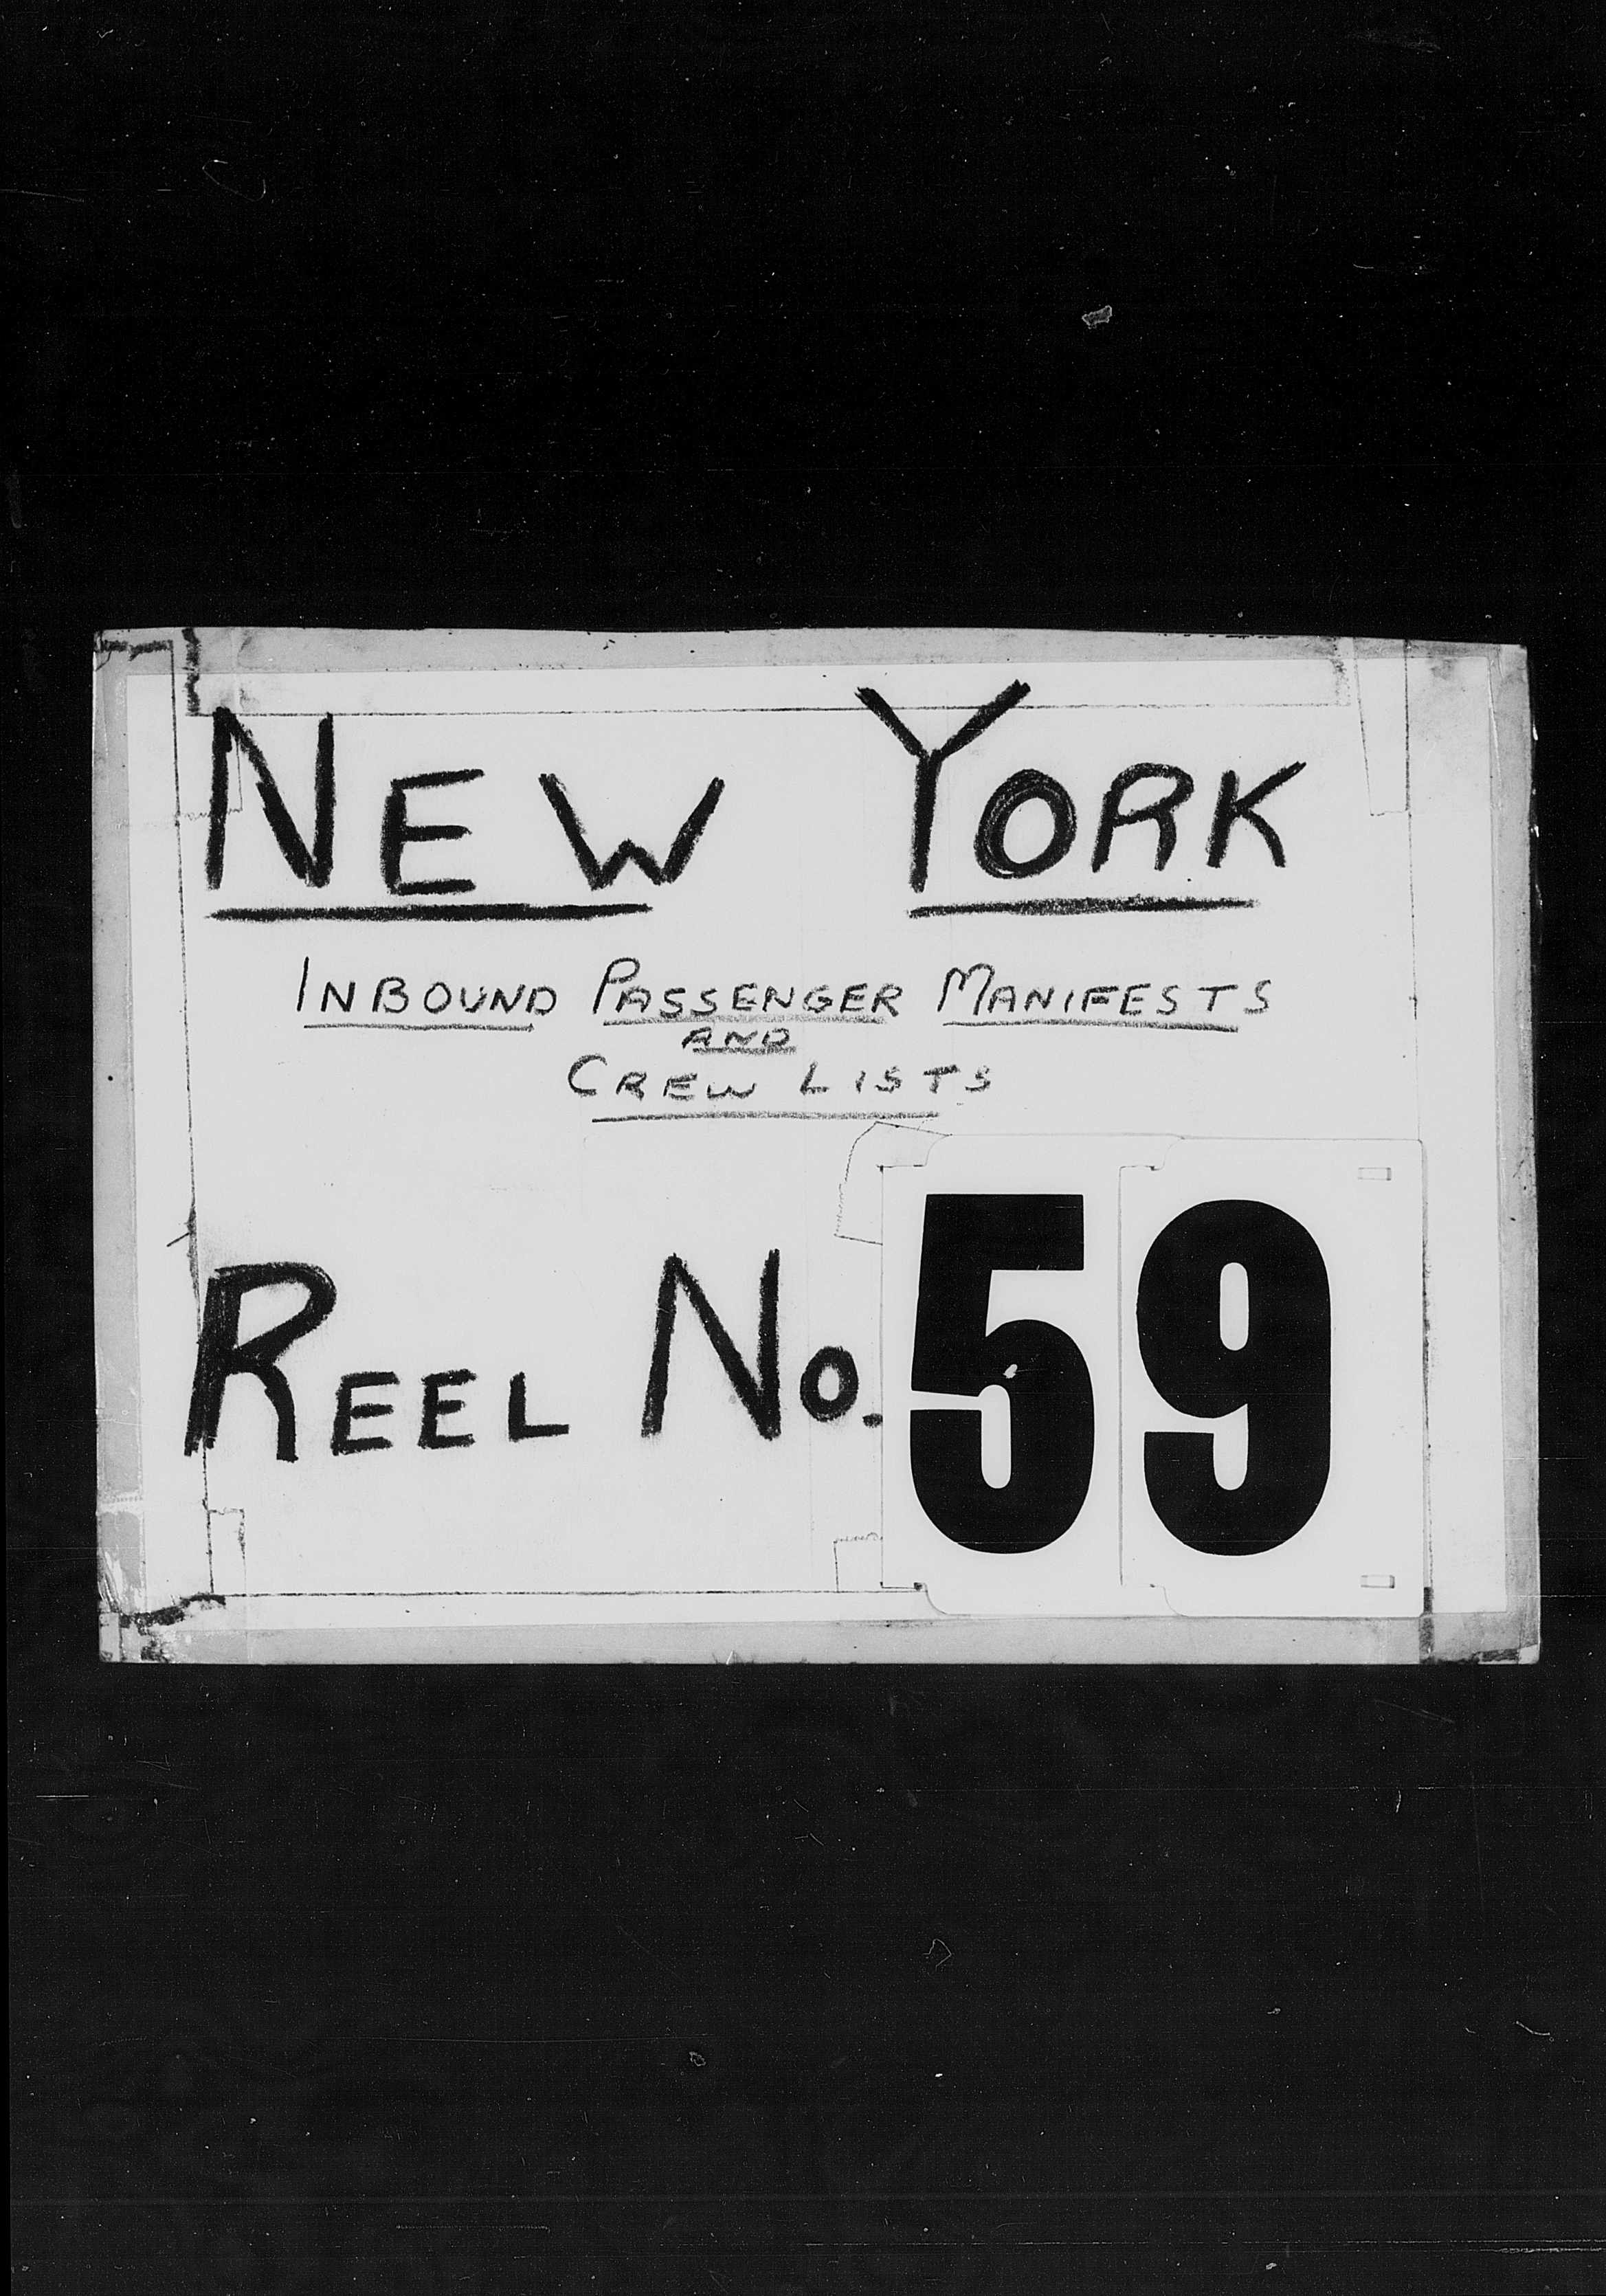 NEW YORK
INBOUND PASSENGER MANIFESTS
AND
CREW LISTS
REEL NO. 59